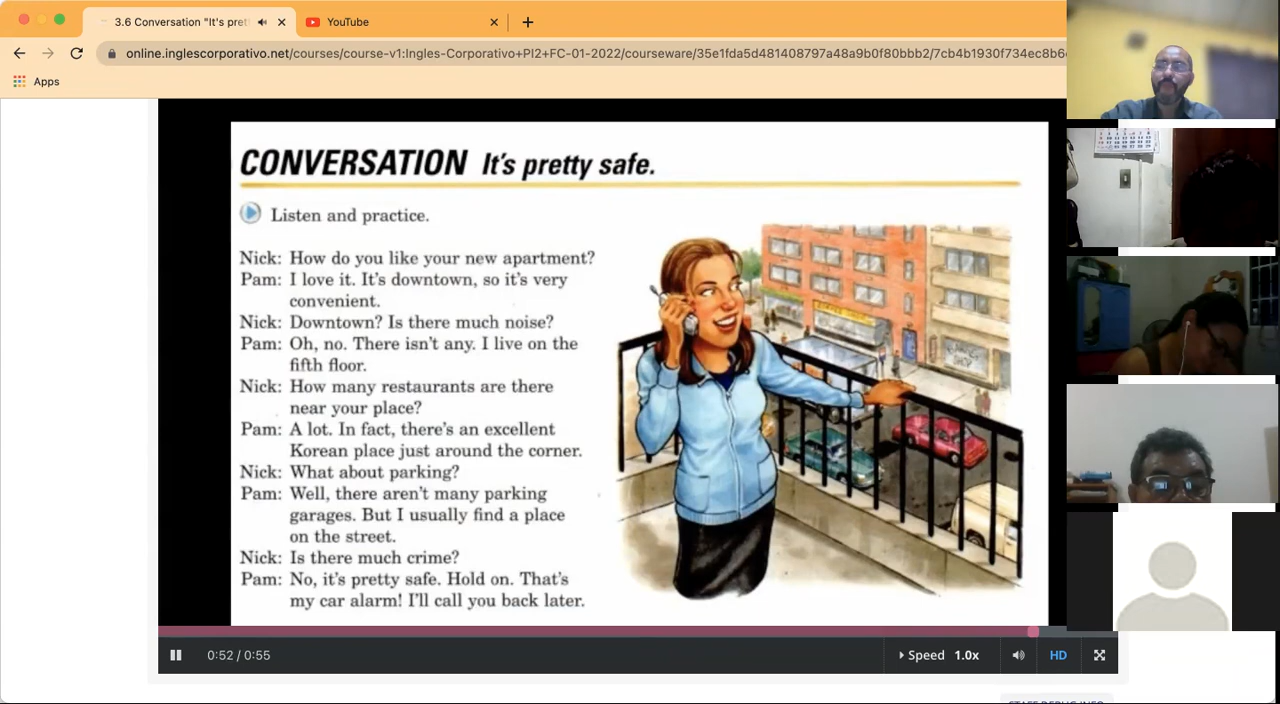 3.6 Conversation "It's pret
YouTube
online.inglescorporativo.net/courses/course-v1:Ingles-Corporativo+PI2+FC-01-2022/courseware/35e1fda5d481408797a48a9b0f80bbb2/7cb4b1930f734ec8b6
Apps
CONVERSATION It's pretty safe.
Listen and practice.
Nick: How do you like your new apartment?
Pam: I love it. It's downtown, so it's very
convenient.
Nick: Downtown? Is there much noise?
Pam: Oh, no. There isn't any. I live on the
fifth floor.
Nick: How many restaurants are there
near your place?
Pam: A lot. In fact, there's an excellent
Korean place just around the corner.
Nick: What about parking?
Pam: Well, there aren't many parking
garages. But I usually find a place
on the street.
Nick: Is there much crime?
Pam: No, it's pretty safe. Hold on. That's
my car alarm! I'll call you back later.
0:52 / 0:55
Speed 1.0x
HD